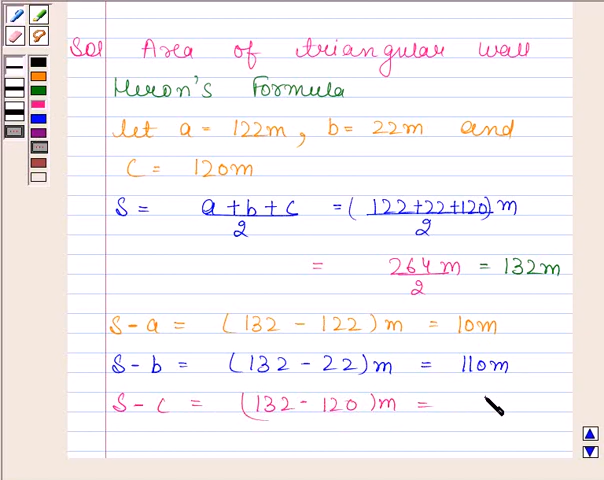 Sol Area of triangular wall
Heron's Formula
let a = 122m, b = 22m and
C = 120m
S = a + b + c / 2 = ( 122+22+120 / 2 ) m
= 264 m / 2 = 132m
S - a = (132 - 122) m = 10m
S - b = (132 - 22) m = 110m
S - c = (132 - 120) m =